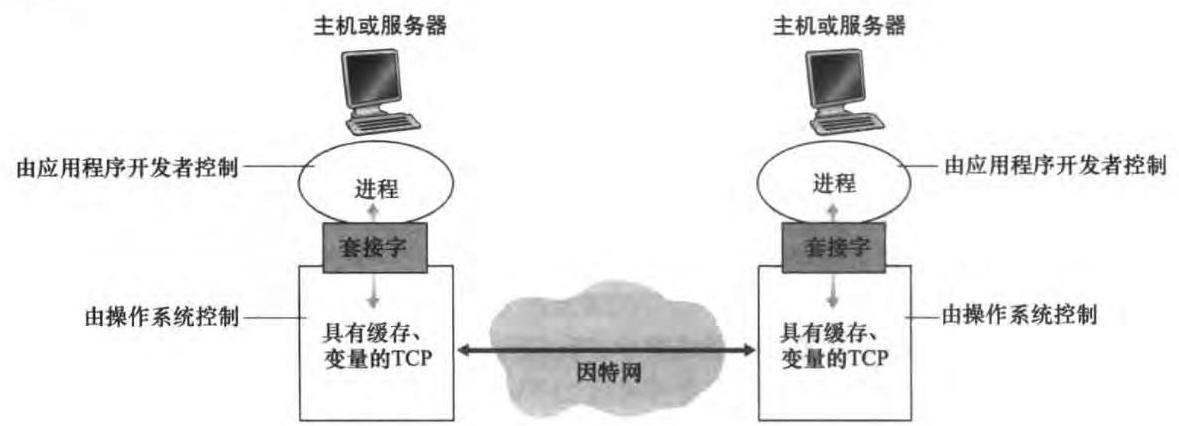 主机或服务器
主机或服务器
由应用程序开发者控制
进程
进程
由应用程序开发者控制
套接字
套接字
由操作系统控制
具有缓存、
变量的TCP
因特网
具有缓存、
变量的TCP
由操作系统控制